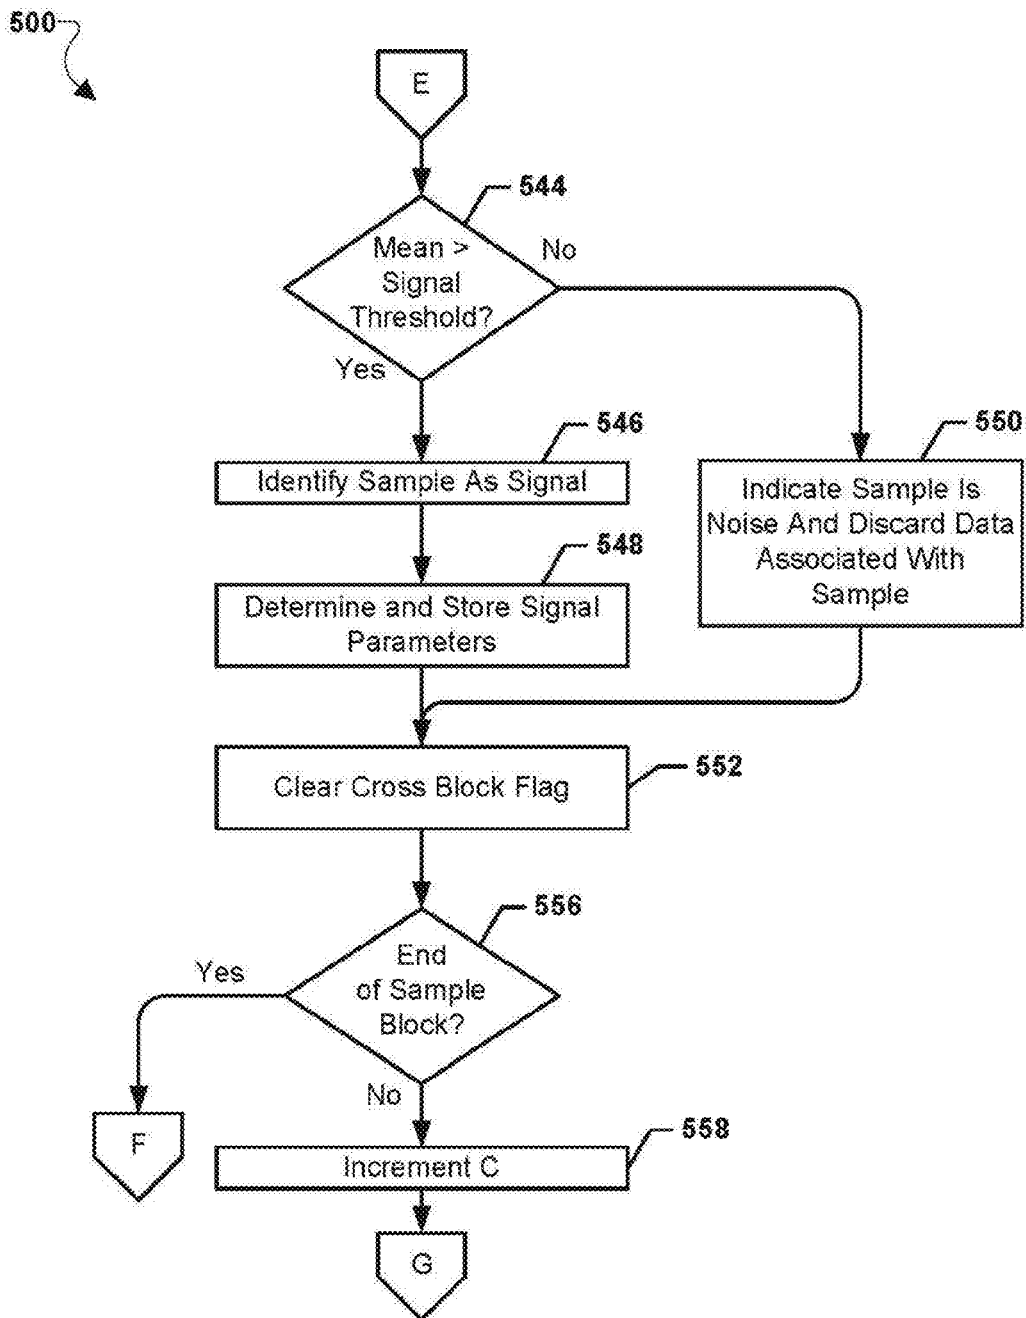 500
E
544
Mean >
Signal
Threshold?
No
Yes
546
Identify Sample As Signal
550
Indicate Sample Is
Noise And Discard Data
Associated With
Sample
548
Determine and Store Signal
Parameters
552
Clear Cross Block Flag
556
End
of Sample
Block?
Yes
No
F
558
Increment C
G